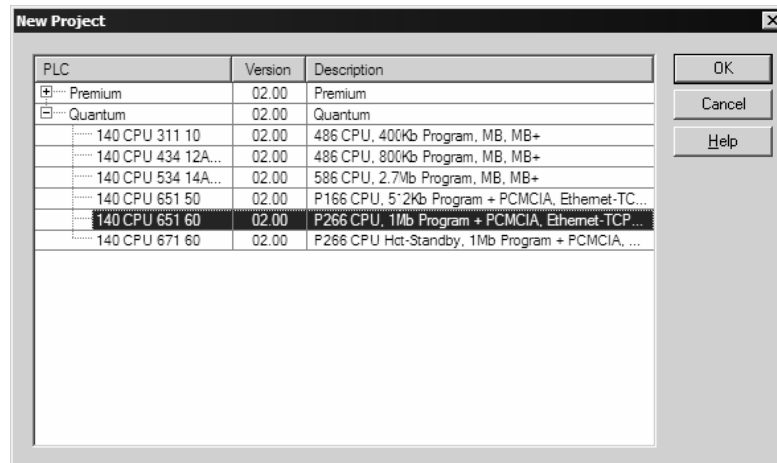 New Project
PLC Version Description
Premium 02.00 Premium
Quantum 02.00 Quantum
140 CPU 311 10 02.00 486 CPU, 400Kb Program, MB, MB+
140 CPU 434 12A... 02.00 486 CPU, 800Kb Program, MB, MB+
140 CPU 534 14A... 02.00 586 CPU, 2.7Mb Program, MB, MB+
140 CPU 651 50 02.00 P166 CPU, 512Kb Program + PCMCIA, Ethernet-TC...
140 CPU 651 60 02.00 P266 CPU, 1Mb Program + PCMCIA, Ethernet-TCP...
140 CPU 671 60 02.00 P266 CPU Hot-Standby, 1Mb Program + PCMCIA, ...
OK
Cancel
Help